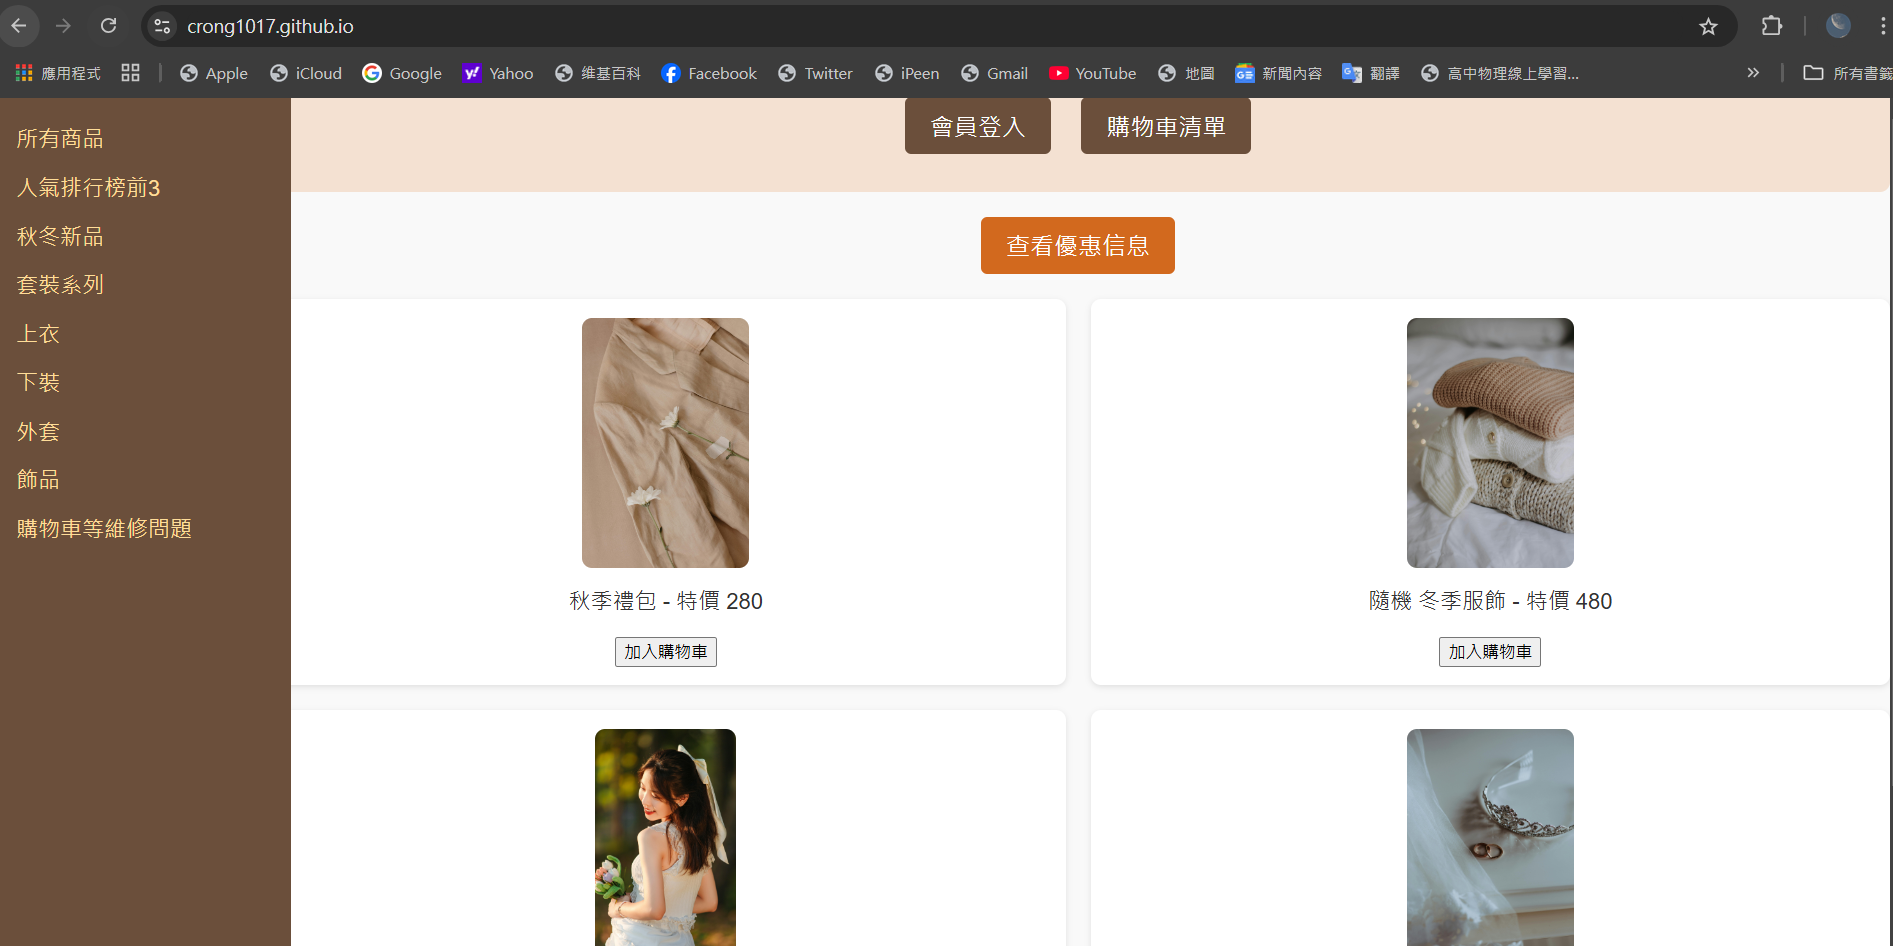 crong1017.github.io
應用程式 Apple iCloud Google Yahoo 维基百科 Facebook Twitter iPeen Gmail YouTube 地圖 新聞內容 翻譯 高中物理線上學習... 所有書籤
所有商品
人氣排行榜前3
秋冬新品
套裝系列
上衣
下裝
外套
飾品
購物車等維修問題
會員登入 購物車清單
查看優惠信息
秋季禮包 - 特價 280
加入購物車
隨機 冬季服飾 - 特價 480
加入購物車